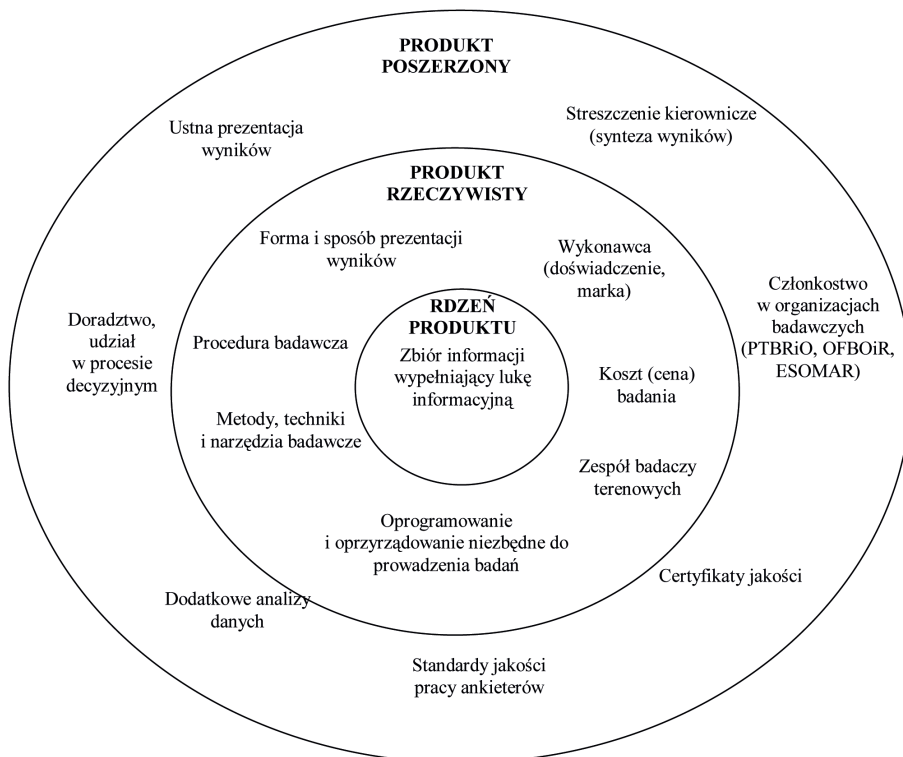 PRODUKT
POSZERZONY
Ustna prezentacja
wyników
Streszczenie kierownicze
(synteza wyników)
PRODUKT
RZECZYWISTY
Forma i sposób prezentacji
wyników
Wykonawca
(doświadczenie,
marka)
Członkostwo
w organizacjach
badawczych
(PTBRiO, OFBOiR,
ESOMAR)
RDZEŃ
PRODUKTU
Zbiór informacji
wypełniający lukę
informacyjną
Doradztwo,
udział
w procesie
decyzyjnym
Procedura badawcza
Koszt (cena)
badania
Metody, techniki
i narzędzia badawcze
Zespół badaczy
terenowych
Oprogramowanie
i oprzyrządowanie niezbędne do
prowadzenia badań
Certyfikaty jakości
Dodatkowe analizy
danych
Standardy jakości
pracy ankieterów